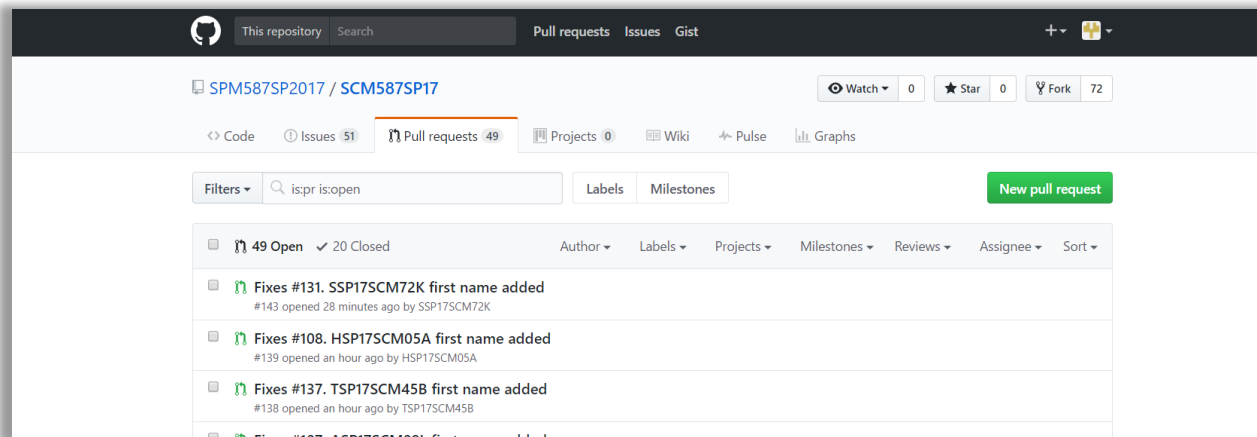 This repository Search Pull requests Issues Gist
SPM587SP2017 / SCM587SP17 Watch 0 Star 0 Fork 72
Code Issues 51 Pull requests 49 Projects 0 Wiki Pulse Graphs
Filters is:pr is:open Labels Milestones New pull request
49 Open 20 Closed Author Labels Projects Milestones Reviews Assignee Sort
Fixes #131. SSP17SCM72K first name added
#143 opened 28 minutes ago by SSP17SCM72K
Fixes #108. HSP17SCM05A first name added
#139 opened an hour ago by HSP17SCM05A
Fixes #137. TSP17SCM45B first name added
#138 opened an hour ago by TSP17SCM45B